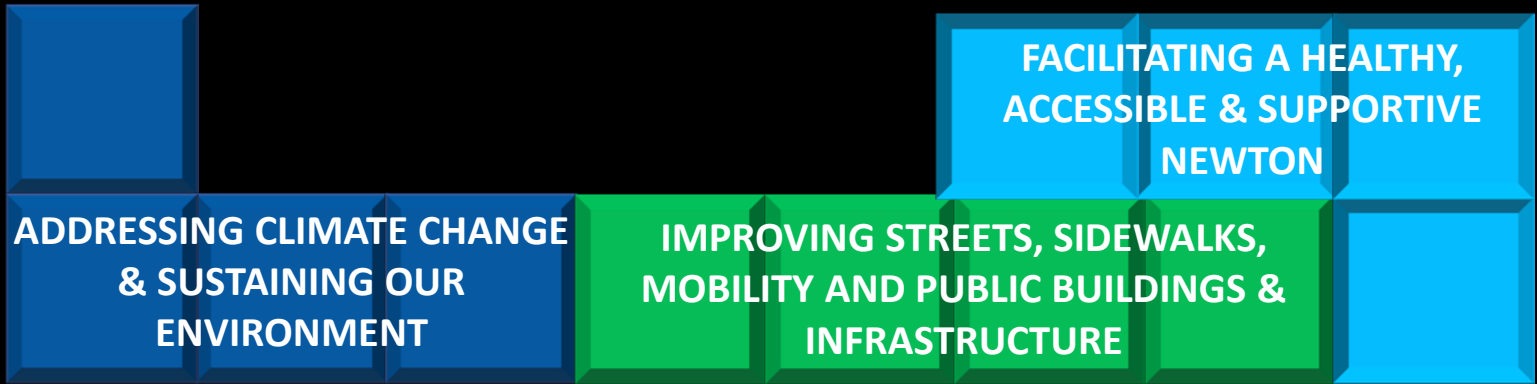 FACILITATING A HEALTHY,
ACCESSIBLE & SUPPORTIVE
NEWTON
ADDRESSING CLIMATE CHANGE
& SUSTAINING OUR
ENVIRONMENT
IMPROVING STREETS, SIDEWALKS,
MOBILITY AND PUBLIC BUILDINGS &
INFRASTRUCTURE